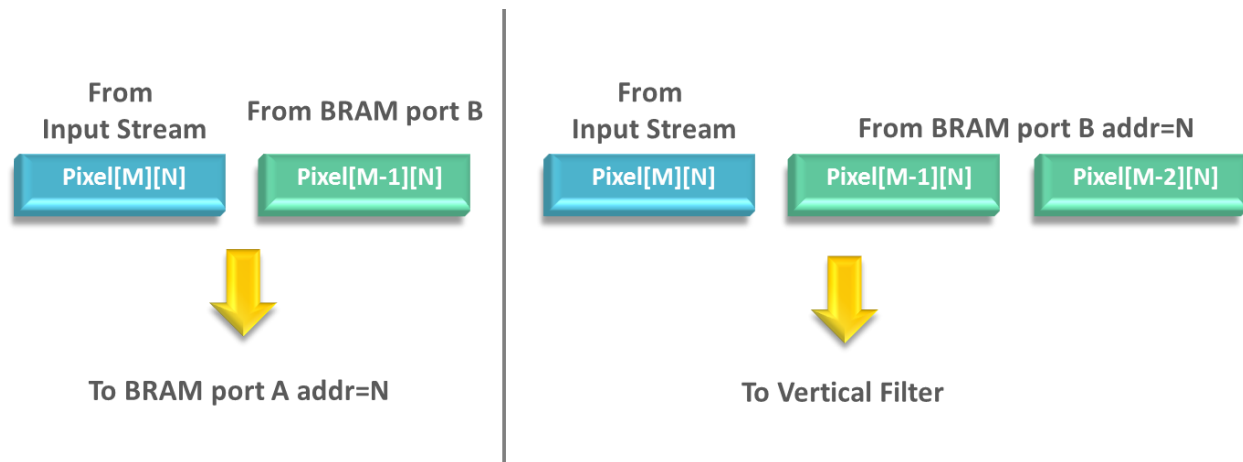 From
Input Stream
From BRAM port B
Pixel[M][N]
Pixel[M-1][N]
To BRAM port A addr=N
From
Input Stream
From BRAM port B addr=N
Pixel[M][N]
Pixel[M-1][N]
Pixel[M-2][N]
To Vertical Filter